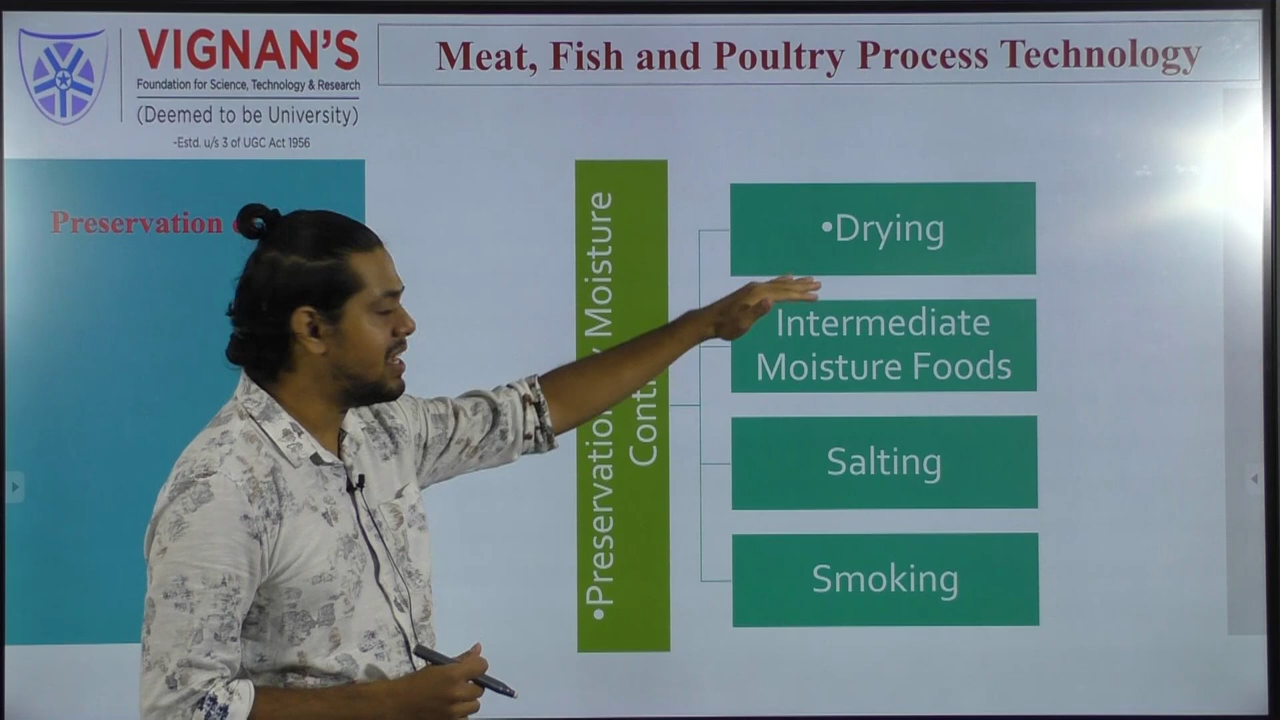 VIGNAN'S
Foundation for Science, Technology & Research
(Deemed to be University)
-Estd. u/s 3 of UGC Act 1956
Meat, Fish and Poultry Process Technology
Preservation
•Preservation Moisture
•Drying
Intermediate
Moisture Foods
Salting
Smoking